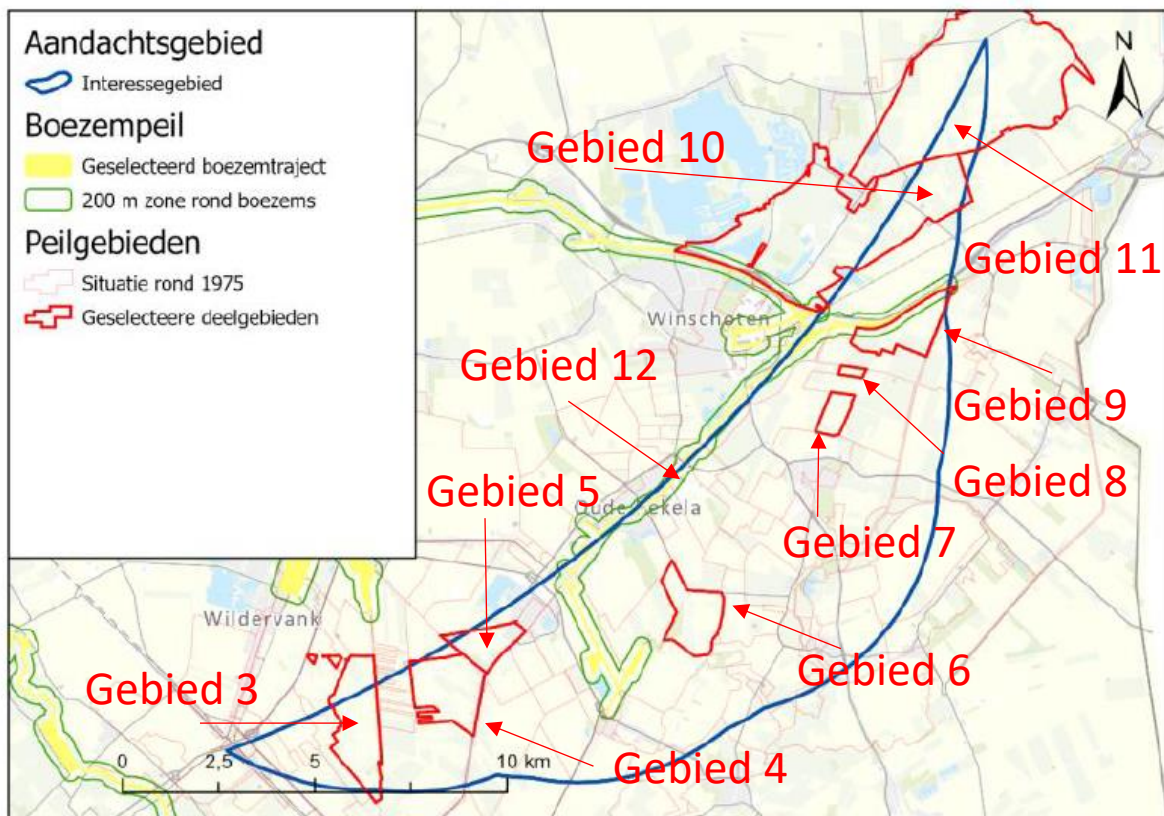 Aandachtsgebied
Interessegebied
Boezempeil
Geselecteerd boezemtraject
200 m zone rond boezems
Peilgebieden
Situatie rond 1975
Geselecteere deelgebieden
N
Gebied 10
Gebied 11
Winschoten
Gebied 12
Gebied 9
Gebied 5
Gebied 8
Oude Pekela
Gebied 7
Wildervank
Gebied 6
Gebied 3
Gebied 4
0 2,5 5 10 km